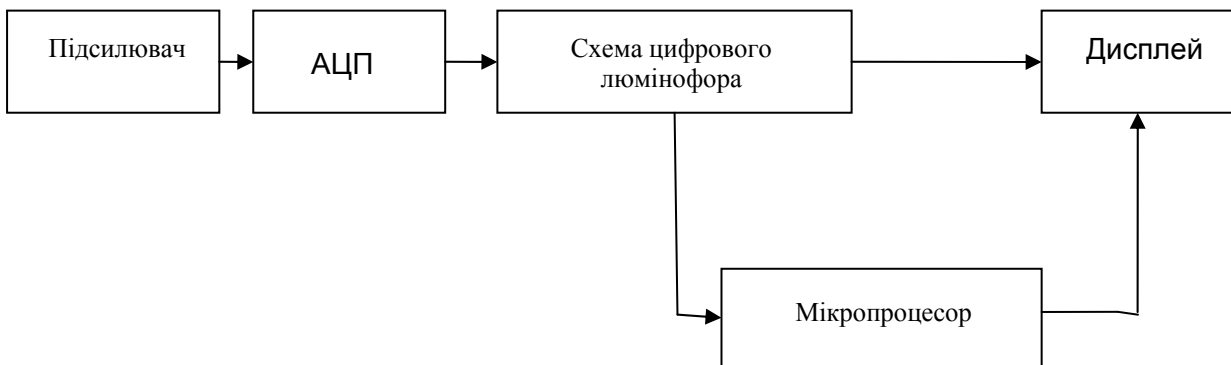 Підсилювач
АЦП
Схема цифрового
люмінофора
Дисплей
Мікропроцесор